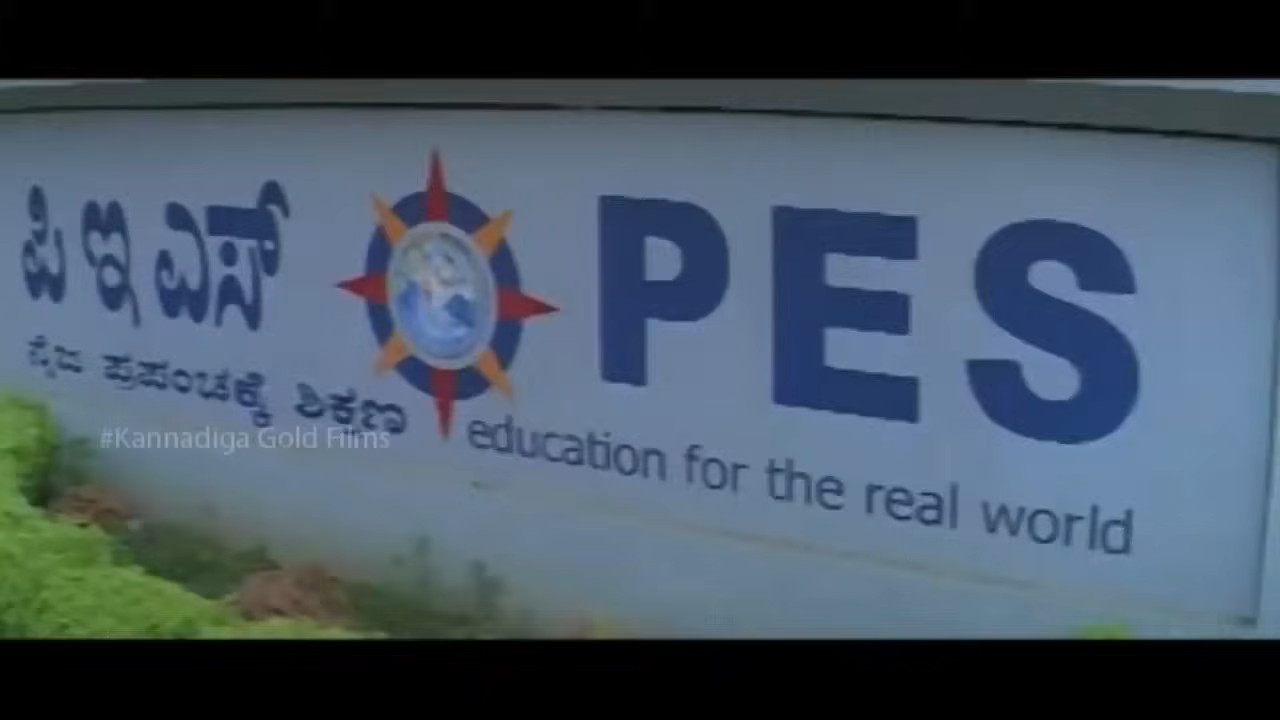 ಪಿ ಇ ಎಸ್
ನೈಜ ಪ್ರಪಂಚಕ್ಕೆ ಶಿಕ್ಷಣ
PES
education for the real world
#Kannadiga Gold Films